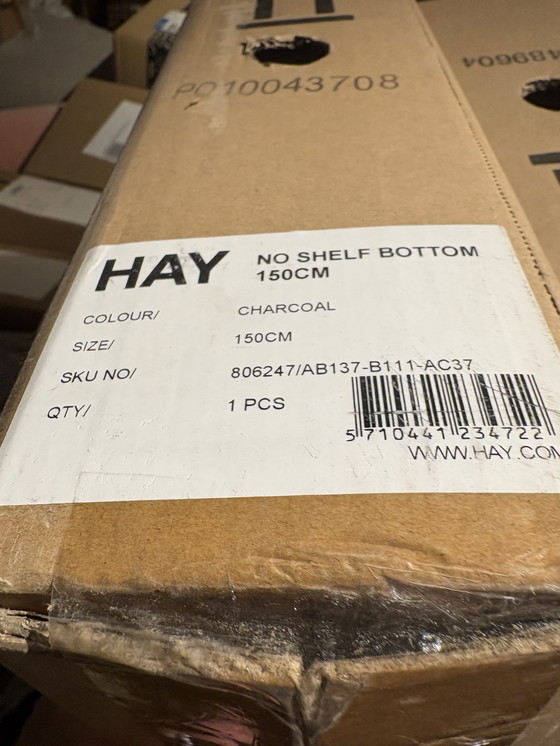 PO10043708
489604
HAY
NO SHELF BOTTOM
150CM
COLOUR/ CHARCOAL
SIZE/ 150CM
SKU NO/ 806247/AB137-B111-AC37
QTY/ 1 PCS
5 710441 234722
WWW.HAY.COM